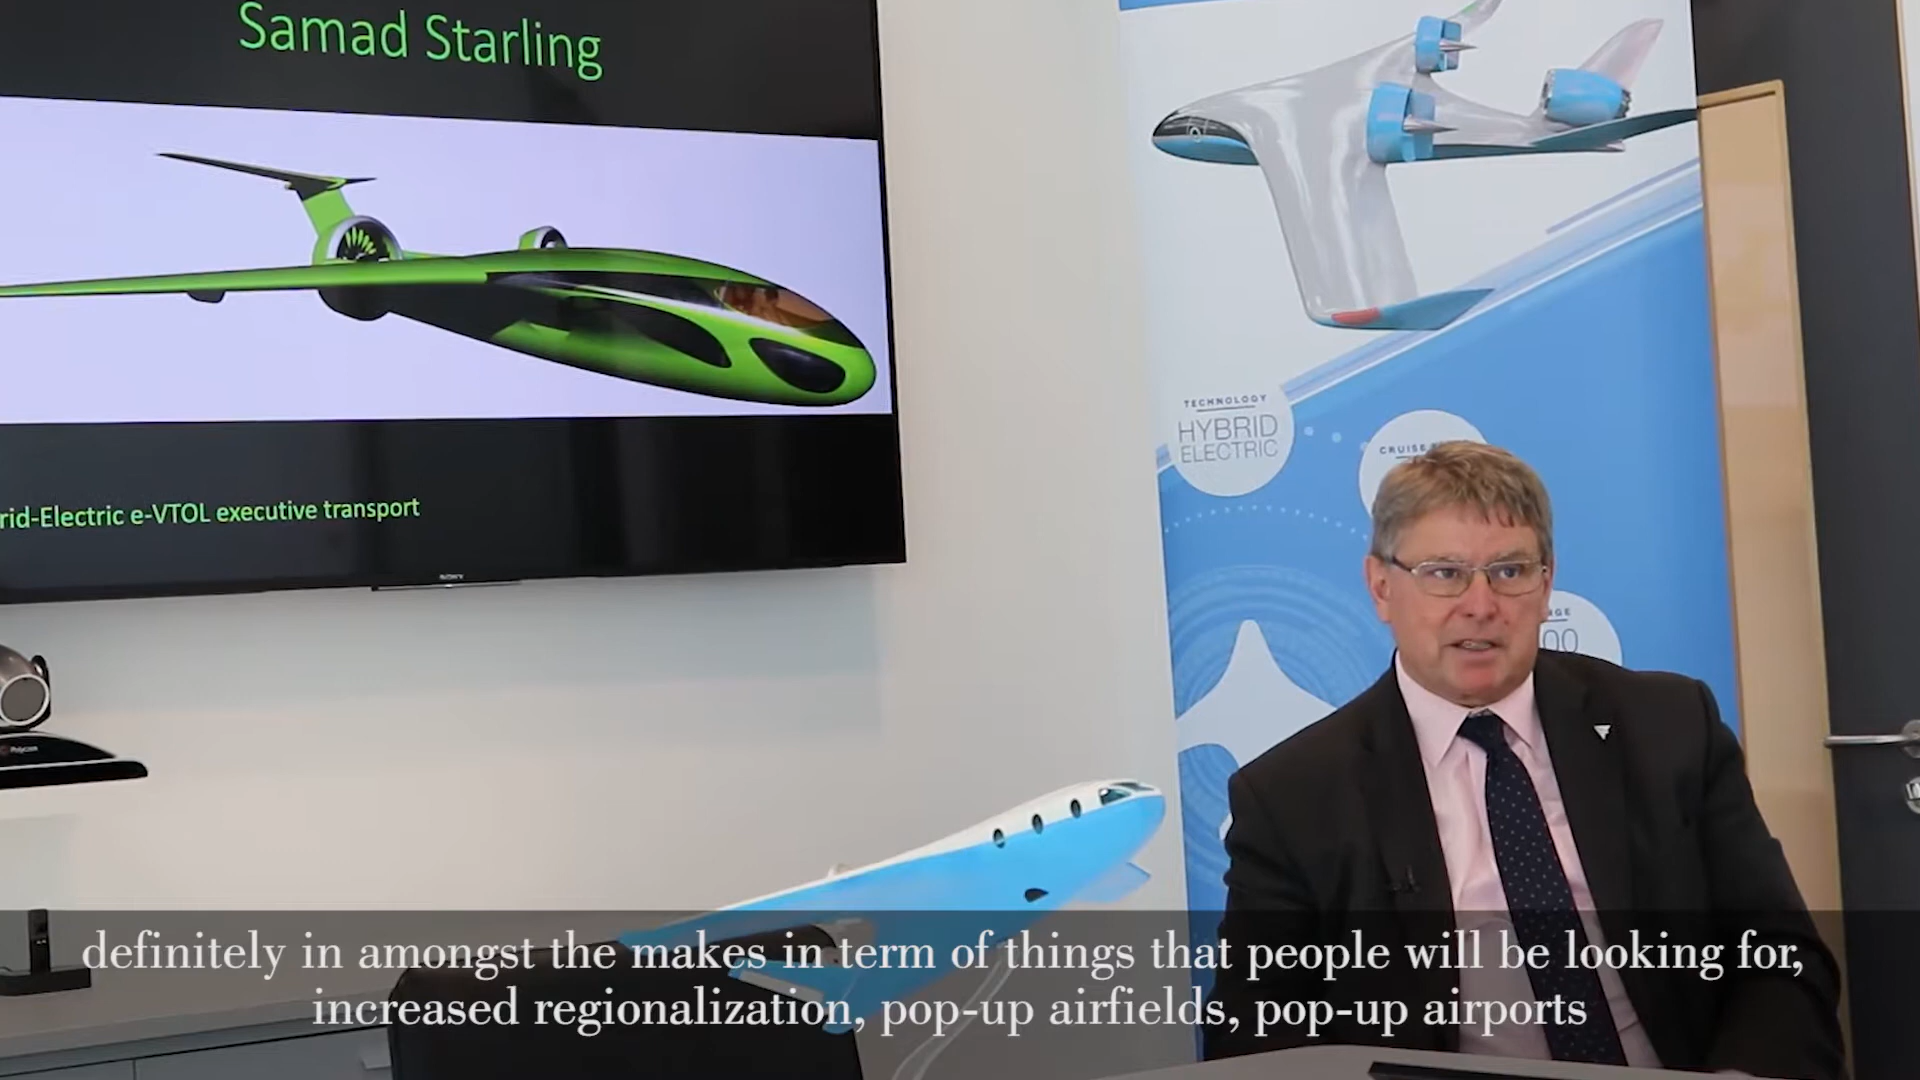 Samad Starling
rid-Electric e-VTOL executive transport
SONY
Polycom
TECHNOLOGY
HYBRID
ELECTRIC
CRUISE
definitely in amongst the makes in term of things that people will be looking for,
increased regionalization, pop-up airfields, pop-up airports